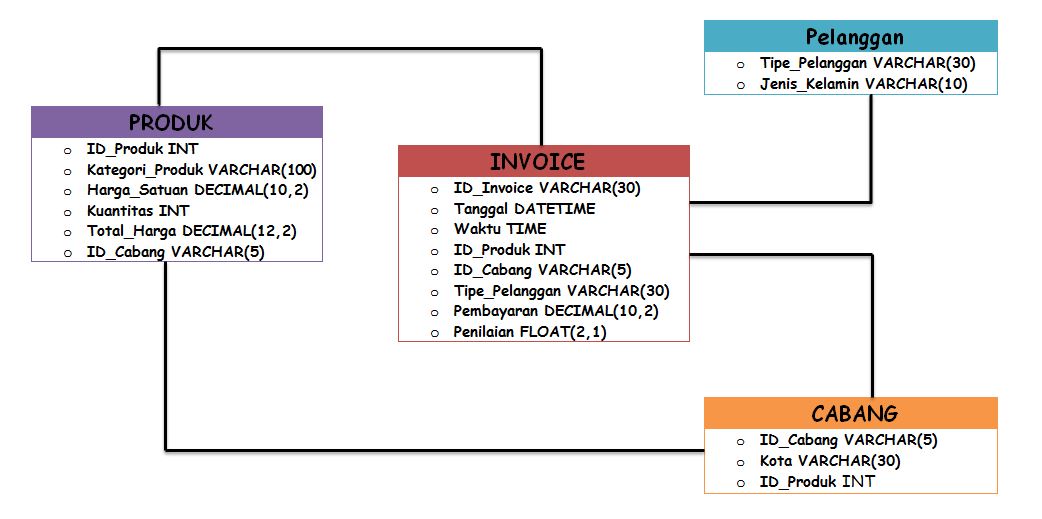 Pelanggan
o Tipe_Pelanggan VARCHAR(30)
o Jenis_Kelamin VARCHAR(10)
PRODUK
o ID_Produk INT
o Kategori_Produk VARCHAR(100)
o Harga_Satuan DECIMAL(10,2)
o Kuantitas INT
o Total_Harga DECIMAL(12,2)
o ID_Cabang VARCHAR(5)
INVOICE
o ID_Invoice VARCHAR(30)
o Tanggal DATETIME
o Waktu TIME
o ID_Produk INT
o ID_Cabang VARCHAR(5)
o Tipe_Pelanggan VARCHAR(30)
o Pembayaran DECIMAL(10,2)
o Penilaian FLOAT(2,1)
CABANG
o ID_Cabang VARCHAR(5)
o Kota VARCHAR(30)
o ID_Produk INT